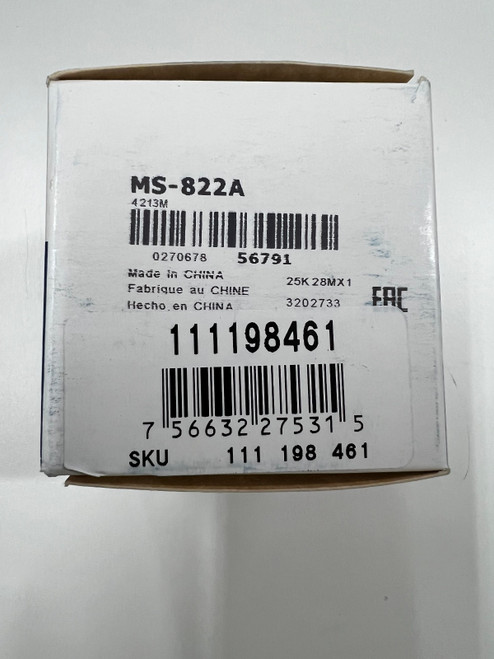 MS-822A
4213M
0270678 56791
Made in CHINA
Fabrique au CHINE 25K28MX1
Hecho en CHINA 3202733 EAC
111198461
7 56632 27531 5
SKU 111 198 461